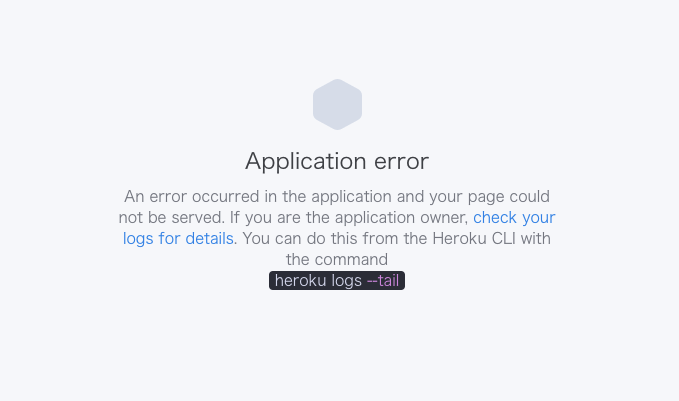 Application error
An error occurred in the application and your page could
not be served. If you are the application owner, check your
logs for details. You can do this from the Heroku CLI with
the command
heroku logs --tail